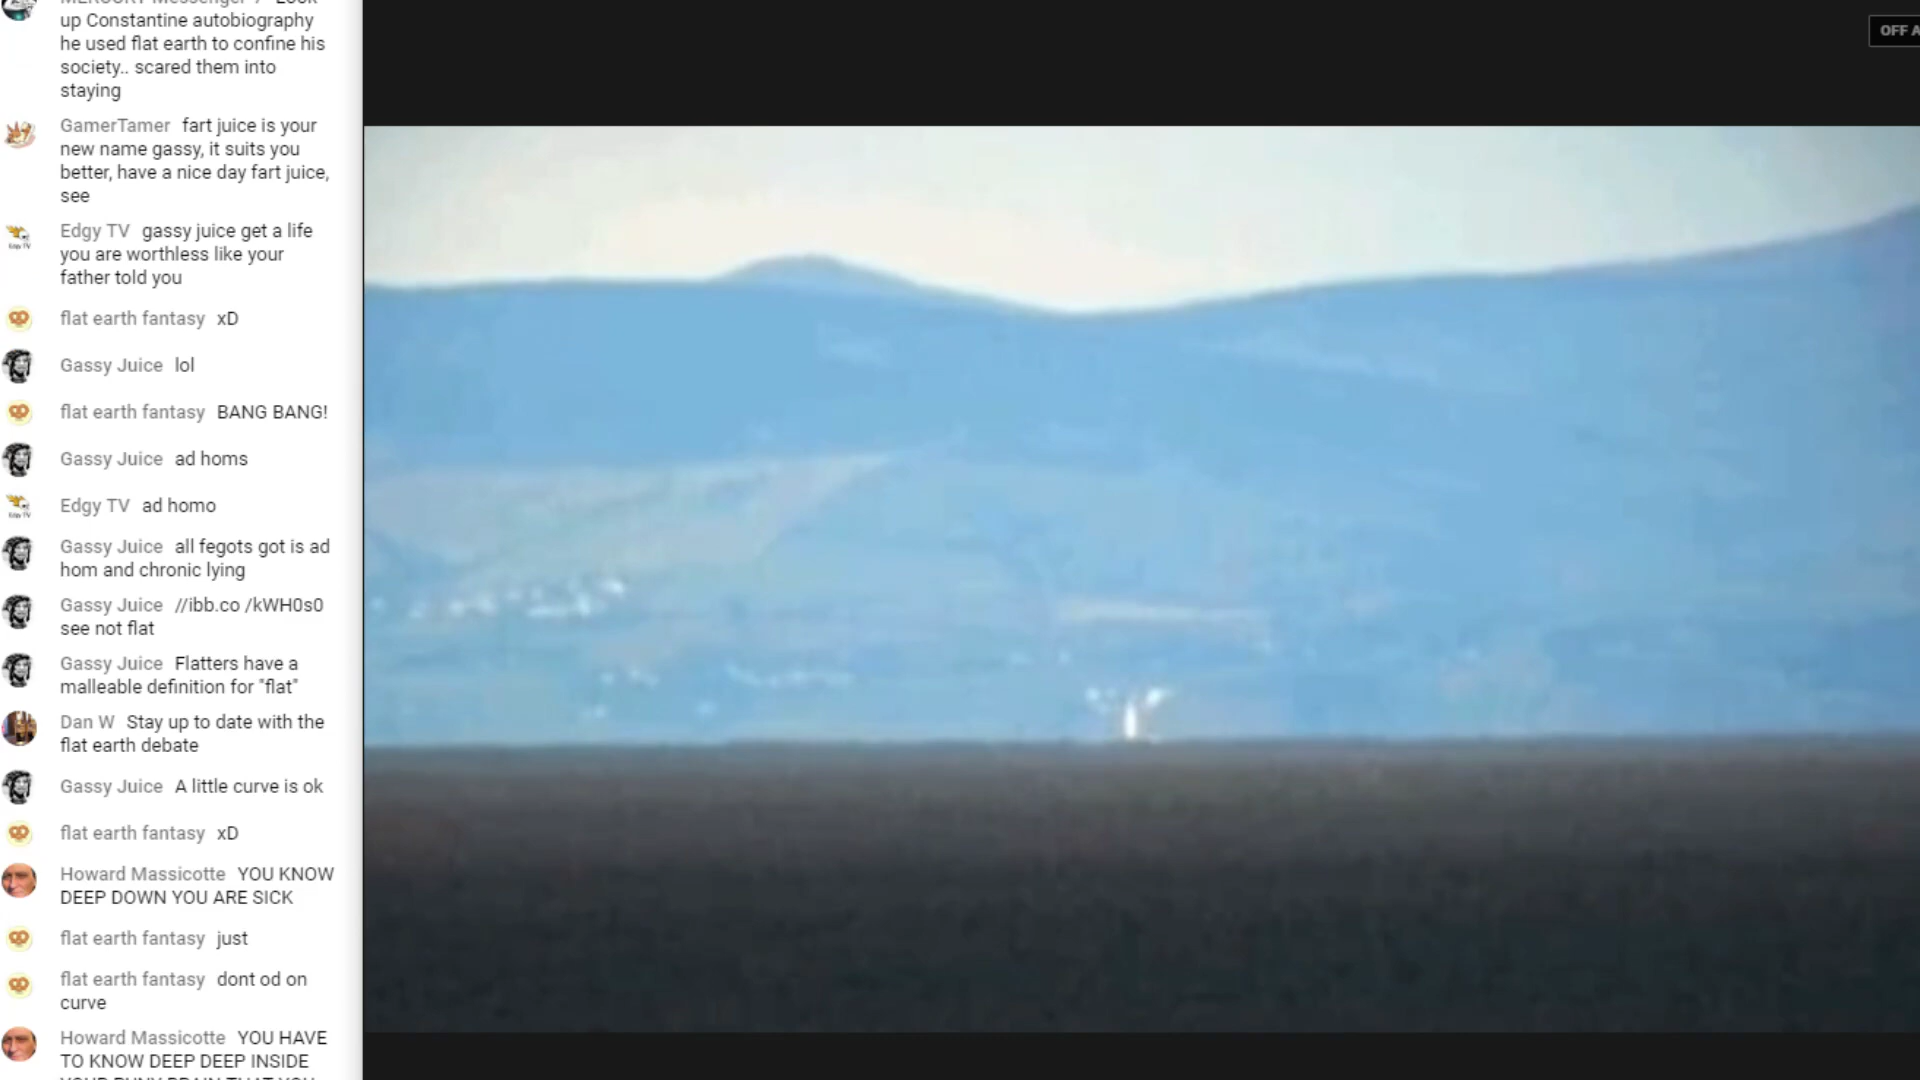 up Constantine autobiography
he used flat earth to confine his
society.. scared them into
staying
GamerTamer fart juice is your
new name gassy, it suits you
better, have a nice day fart juice,
see
Edgy TV gassy juice get a life
you are worthless like your
father told you
flat earth fantasy xD
Gassy Juice lol
flat earth fantasy BANG BANG!
Gassy Juice ad homs
Edgy TV ad homo
Gassy Juice all fegots got is ad
hom and chronic lying
Gassy Juice //ibb.co /kWH0s0
see not flat
Gassy Juice Flatters have a
malleable definition for "flat"
Dan W Stay up to date with the
flat earth debate
Gassy Juice A little curve is ok
flat earth fantasy xD
Howard Massicotte YOU KNOW
DEEP DOWN YOU ARE SICK
flat earth fantasy just
flat earth fantasy dont od on
curve
Howard Massicotte YOU HAVE
TO KNOW DEEP DEEP INSIDE
OFF A